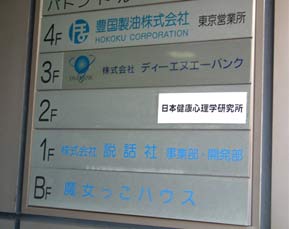 4F 豊国製油株式会社 東京営業所
HOKOKU CORPORATION
3F 株式会社 ディーエヌエーバンク
2F 日本健康心理学研究所
1F 株式会社 説話社 事業部・開発部
BF 魔女っこハウス